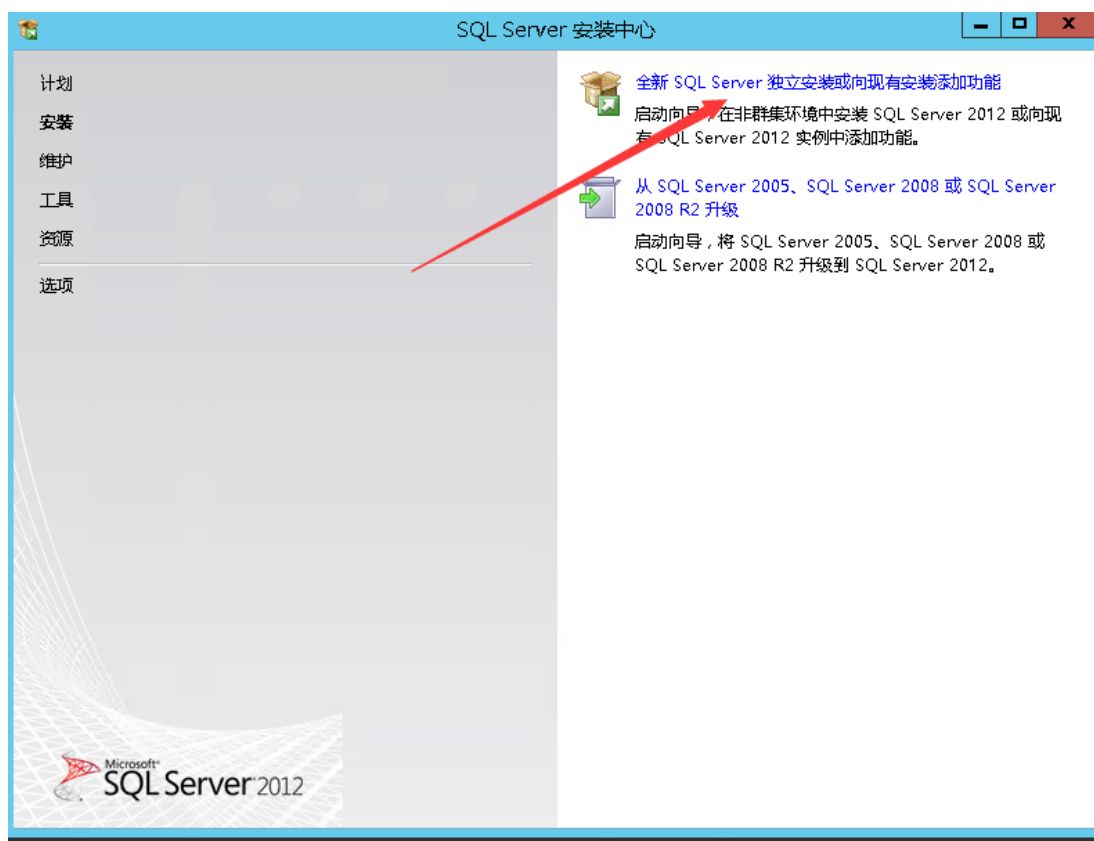 SQL Server 安装中心
计划
安装
维护
工具
资源
选项
全新 SQL Server 独立安装或向现有安装添加功能
启动向导，在非群集环境中安装 SQL Server 2012 或向现
有 SQL Server 2012 实例中添加功能。
从 SQL Server 2005、SQL Server 2008 或 SQL Server
2008 R2 升级
启动向导，将 SQL Server 2005、SQL Server 2008 或
SQL Server 2008 R2 升级到 SQL Server 2012。
Microsoft
SQL Server 2012